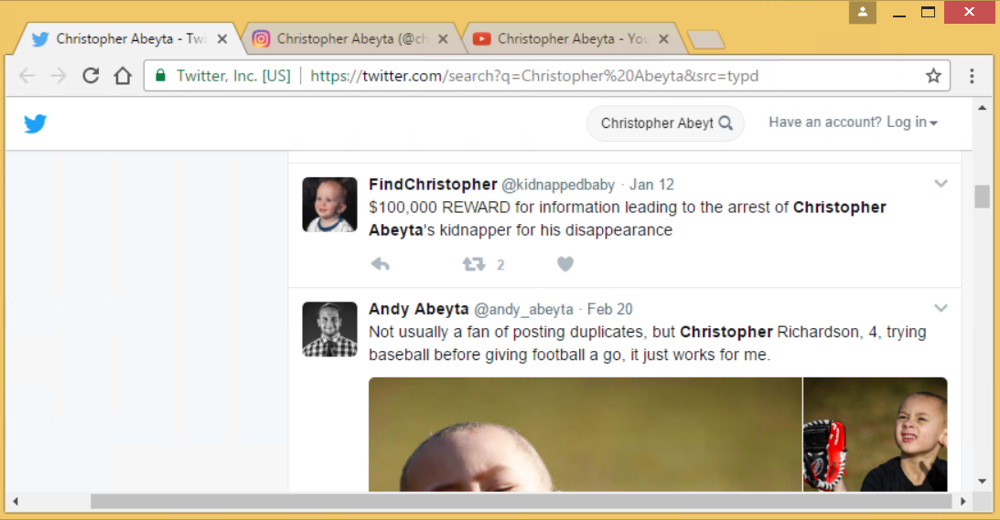 Christopher Abeyta - Twi
Christopher Abeyta (@ch
Christopher Abeyta - You
Twitter, Inc. [US]
https://twitter.com/search?q=Christopher%20Abeyta&src=typd
Christopher Abeyt
Have an account? Log in
FindChristopher @kidnappedbaby · Jan 12
$100,000 REWARD for information leading to the arrest of Christopher
Abeyta's kidnapper for his disappearance
2
Andy Abeyta @andy_abeyta · Feb 20
Not usually a fan of posting duplicates, but Christopher Richardson, 4, trying
baseball before giving football a go, it just works for me.